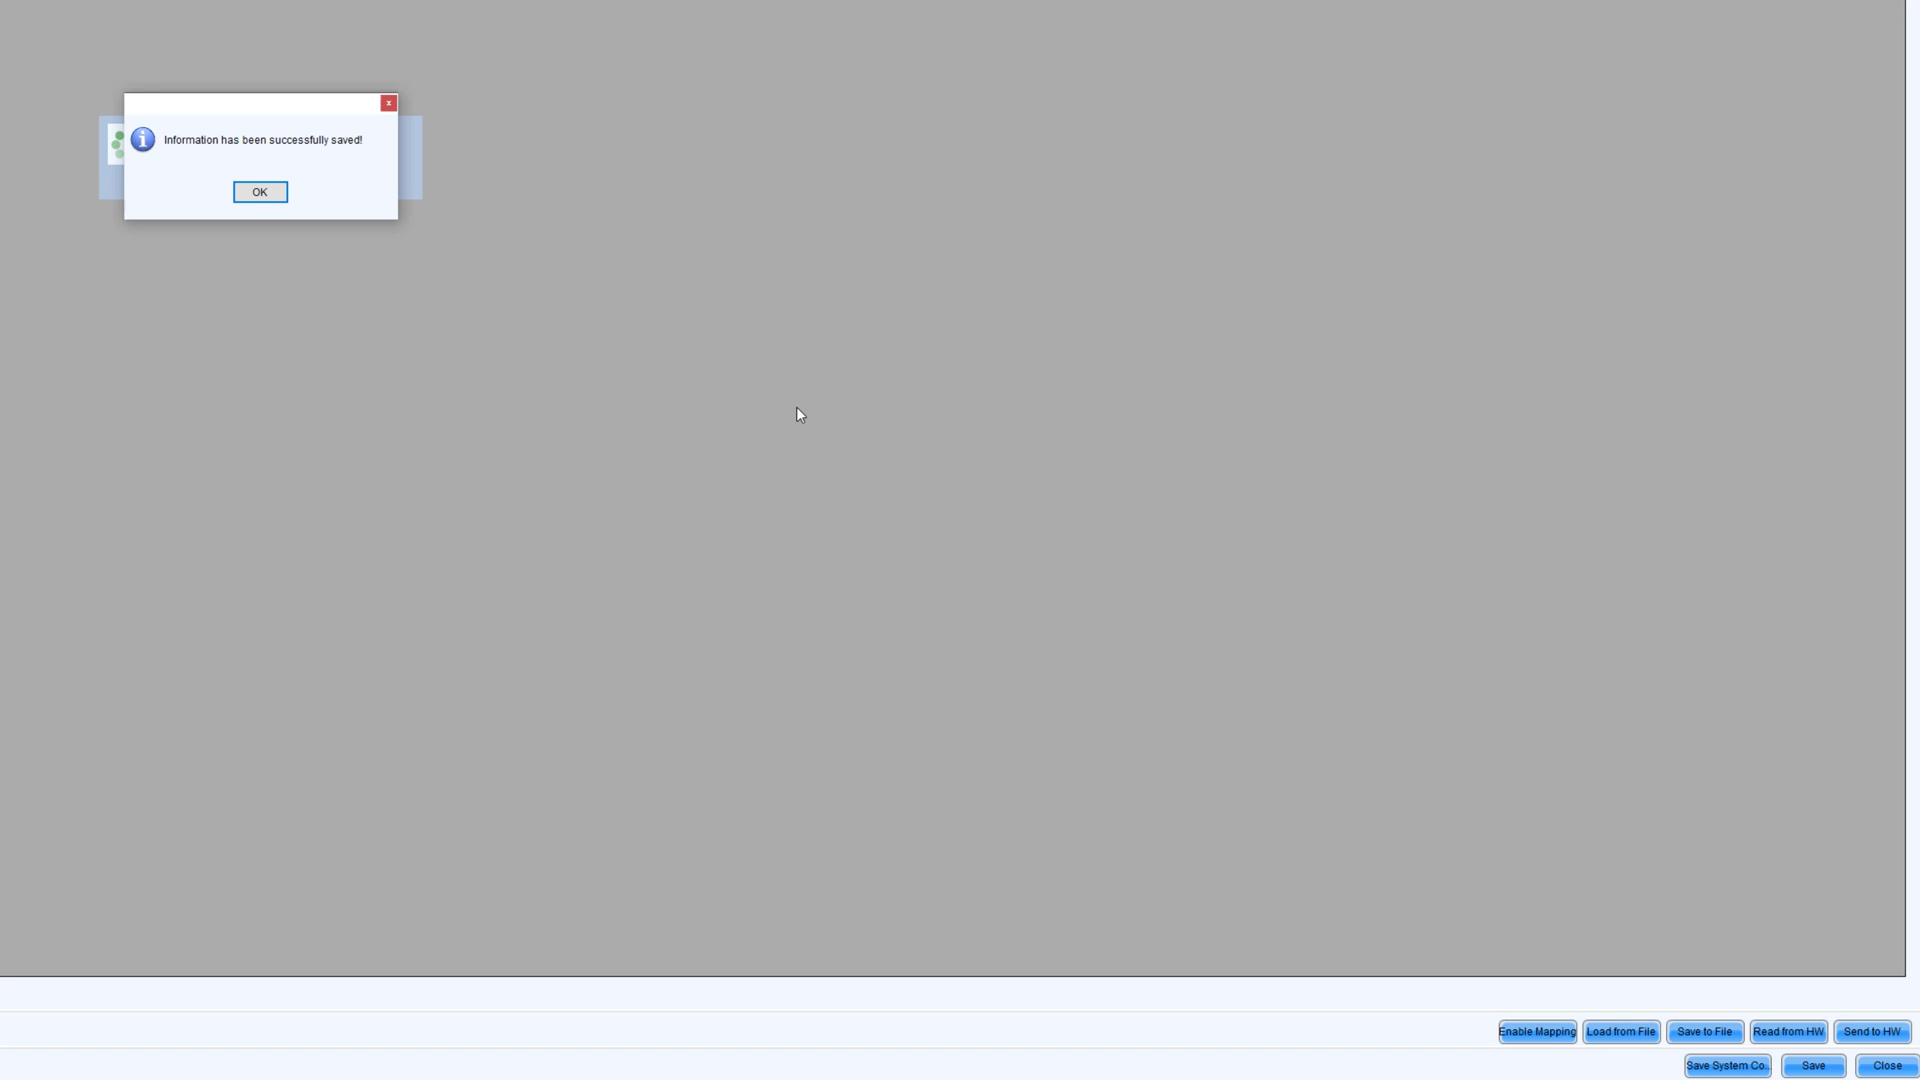 x
Information has been successfully saved!
OK
Enable Mapping Load from File Save to File Read from HW Send to HW
Save System Co.. Save Close